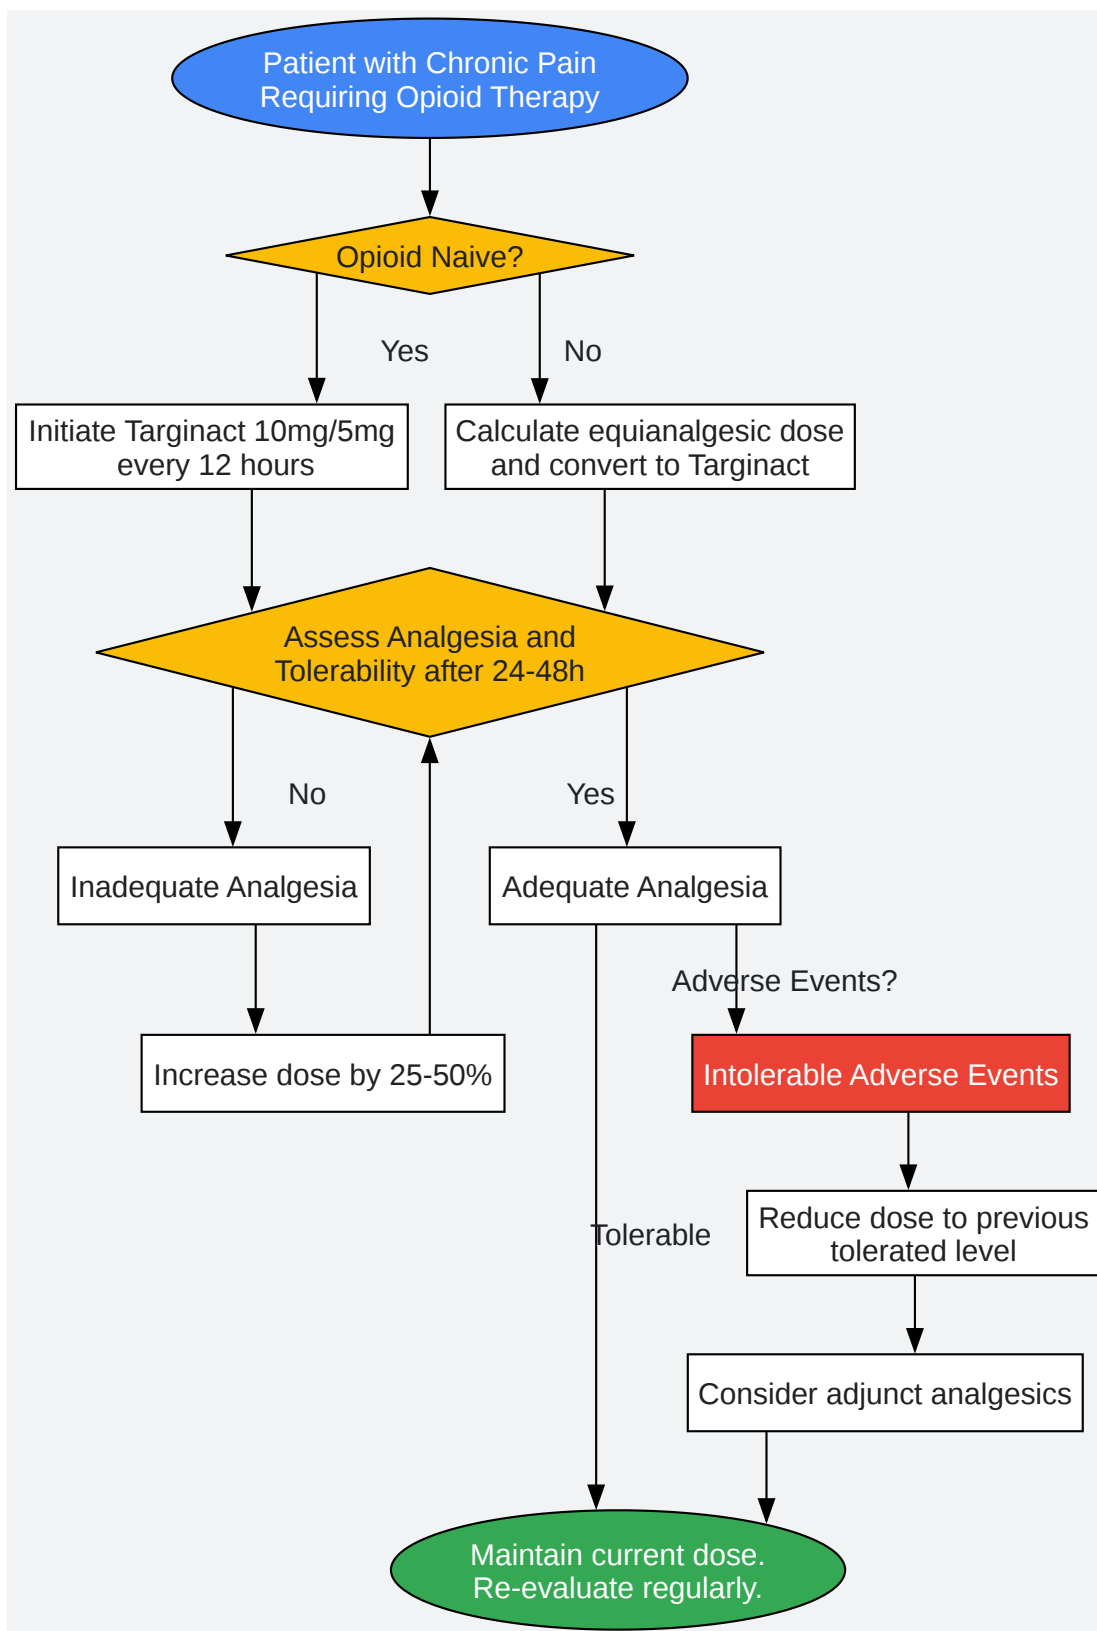 Patient with Chronic Pain
Requiring Opioid Therapy
Opioid Naive?
Yes
No
Initiate Targinact 10mg/5mg
every 12 hours
Calculate equianalgesic dose
and convert to Targinact
Assess Analgesia and
Tolerability after 24-48h
No
Yes
Inadequate Analgesia
Adequate Analgesia
Adverse Events?
Increase dose by 25-50%
Intolerable Adverse Events
Reduce dose to previous
tolerated level
Tolerable
Consider adjunct analgesics
Maintain current dose.
Re-evaluate regularly.